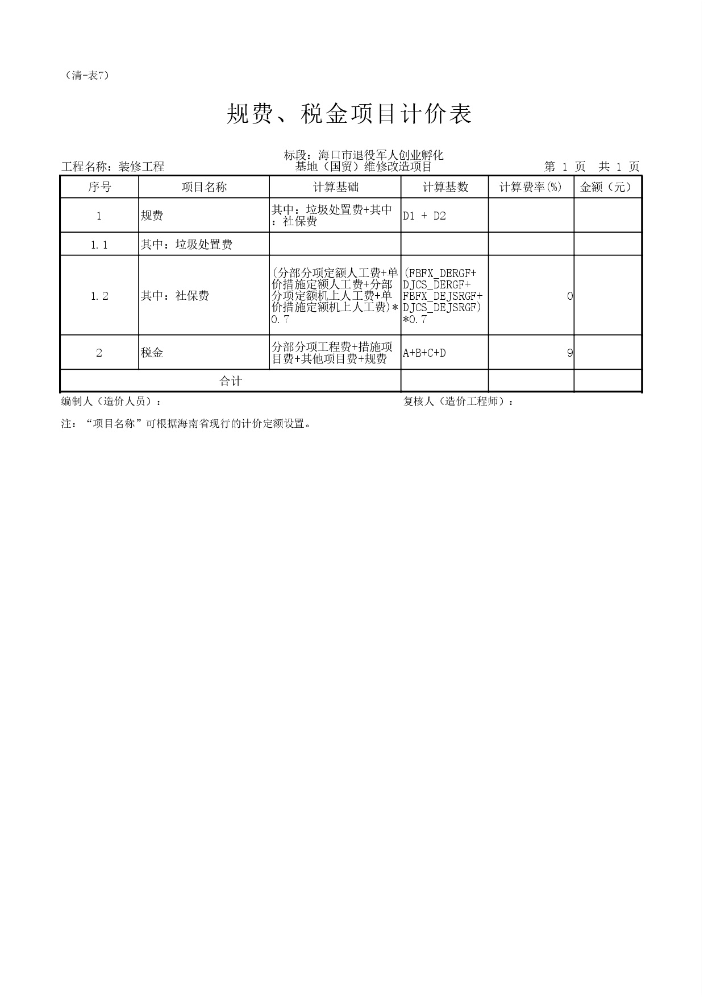 （清-表7）
规费、税金项目计价表
标段：海口市退役军人创业孵化
工程名称：装修工程 基地（国贸）维修改造项目 第 1 页 共 1 页
序号 项目名称 计算基础 计算基数 计算费率(%) 金额（元）
1 规费 其中：垃圾处置费+其中 D1 + D2
：社保费
1.1 其中：垃圾处置费
(分部分项定额人工费+单 (FBFX_DERGF+
价措施定额人工费+分部 DJCS_DERGF+
1.2 其中：社保费 分项定额机上人工费+单 FBFX_DEJSRGF+ 0
价措施定额机上人工费)* DJCS_DEJSRGF)
0.7 *0.7
2 税金 分部分项工程费+措施项 A+B+C+D 9
目费+其他项目费+规费
合计
编制人（造价人员）： 复核人（造价工程师）：
注：“项目名称”可根据海南省现行的计价定额设置。